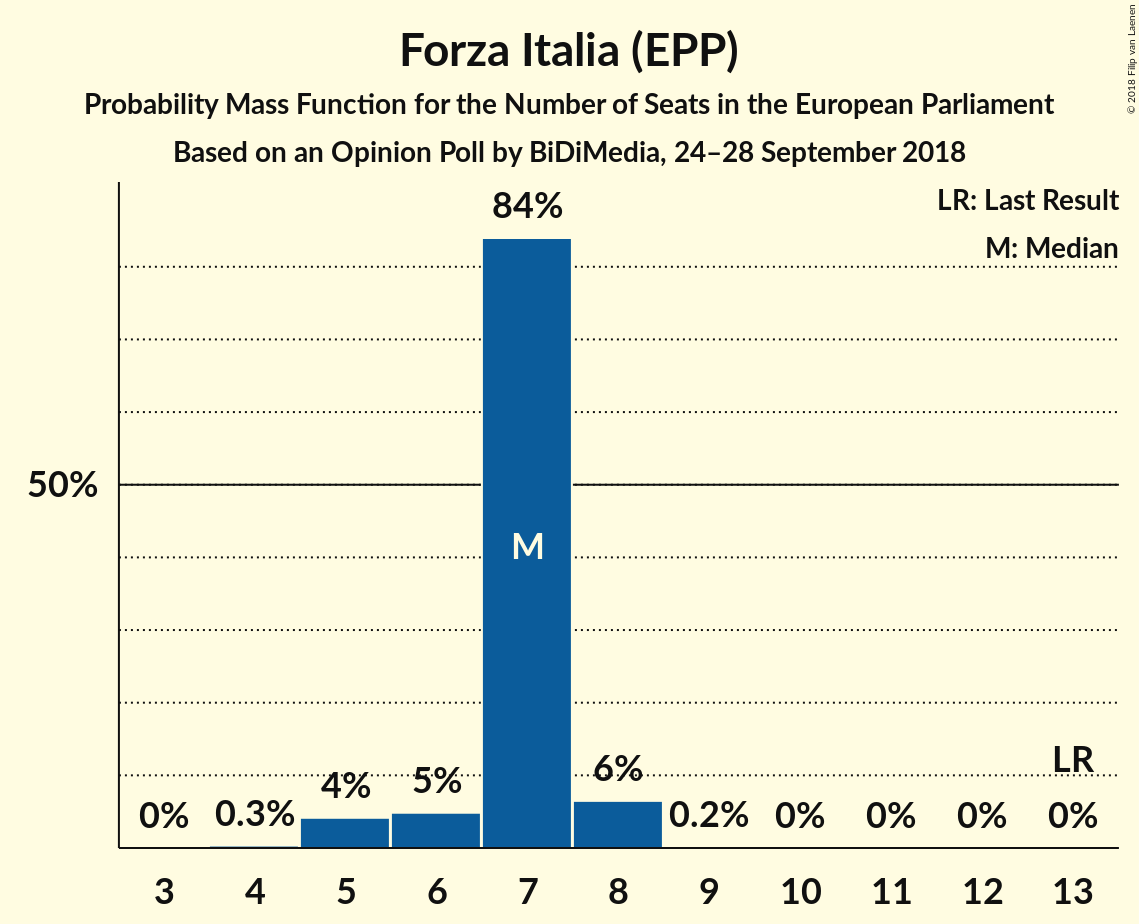 Forza Italia (EPP)
Probability Mass Function for the Number of Seats in the European Parliament
Based on an Opinion Poll by BiDiMedia, 24–28 September 2018
© 2018 Filip van Laenen
LR: Last Result
M: Median
84%
50%
M
LR
0% 0.3% 4% 5% 6% 0.2% 0% 0% 0% 0%
3 4 5 6 7 8 9 10 11 12 13